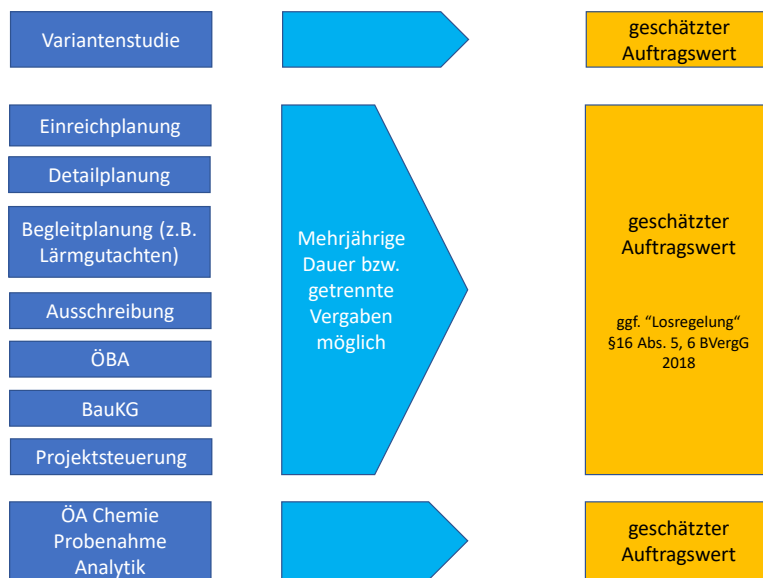 Variantenstudie
geschätzter
Auftragswert
Einreichplanung
Detailplanung
Begleitplanung (z.B.
Lärmgutachten)
Ausschreibung
ÖBA
BauKG
Projektsteuerung
Mehrjährige
Dauer bzw.
getrennte
Vergaben
möglich
geschätzter
Auftragswert
ggf. “Losregelung“
§16 Abs. 5, 6 BVergG
2018
ÖA Chemie
Probenahme
Analytik
geschätzter
Auftragswert